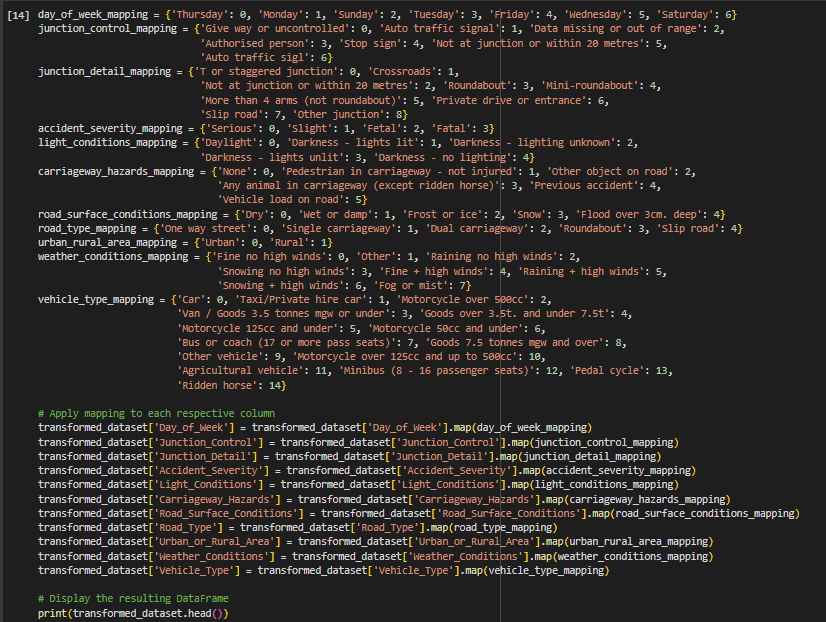 [14] day_of_week_mapping = {'Thursday': 0, 'Monday': 1, 'Sunday': 2, 'Tuesday': 3, 'Friday': 4, 'Wednesday': 5, 'Saturday': 6}
junction_control_mapping = {'Give way or uncontrolled': 0, 'Auto traffic signal': 1, 'Data missing or out of range': 2,
'Authorised person': 3, 'Stop sign': 4, 'Not at junction or within 20 metres': 5,
'Auto traffic sigl': 6}
junction_detail_mapping = {'T or staggered junction': 0, 'Crossroads': 1,
'Not at junction or within 20 metres': 2, 'Roundabout': 3, 'Mini-roundabout': 4,
'More than 4 arms (not roundabout)': 5, 'Private drive or entrance': 6,
'Slip road': 7, 'Other junction': 8}
accident_severity_mapping = {'Serious': 0, 'Slight': 1, 'Fetal': 2, 'Fatal': 3}
light_conditions_mapping = {'Daylight': 0, 'Darkness - lights lit': 1, 'Darkness - lighting unknown': 2,
'Darkness - lights unlit': 3, 'Darkness - no lighting': 4}
carriageway_hazards_mapping = {'None': 0, 'Pedestrian in carriageway - not injured': 1, 'Other object on road': 2,
'Any animal in carriageway (except ridden horse)': 3, 'Previous accident': 4,
'Vehicle load on road': 5}
road_surface_conditions_mapping = {'Dry': 0, 'Wet or damp': 1, 'Frost or ice': 2, 'Snow': 3, 'Flood over 3cm. deep': 4}
road_type_mapping = {'One way street': 0, 'Single carriageway': 1, 'Dual carriageway': 2, 'Roundabout': 3, 'Slip road': 4}
urban_rural_area_mapping = {'Urban': 0, 'Rural': 1}
weather_conditions_mapping = {'Fine no high winds': 0, 'Other': 1, 'Raining no high winds': 2,
'Snowing no high winds': 3, 'Fine + high winds': 4, 'Raining + high winds': 5,
'Snowing + high winds': 6, 'Fog or mist': 7}
vehicle_type_mapping = {'Car': 0, 'Taxi/Private hire car': 1, 'Motorcycle over 500cc': 2,
'Van / Goods 3.5 tonnes mgw or under': 3, 'Goods over 3.5t. and under 7.5t': 4,
'Motorcycle 125cc and under': 5, 'Motorcycle 50cc and under': 6,
'Bus or coach (17 or more pass seats)': 7, 'Goods 7.5 tonnes mgw and over': 8,
'Other vehicle': 9, 'Motorcycle over 125cc and up to 500cc': 10,
'Agricultural vehicle': 11, 'Minibus (8 - 16 passenger seats)': 12, 'Pedal cycle': 13,
'Ridden horse': 14}
# Apply mapping to each respective column
transformed_dataset['Day_of_Week'] = transformed_dataset['Day_of_Week'].map(day_of_week_mapping)
transformed_dataset['Junction_Control'] = transformed_dataset['Junction_Control'].map(junction_control_mapping)
transformed_dataset['Junction_Detail'] = transformed_dataset['Junction_Detail'].map(junction_detail_mapping)
transformed_dataset['Accident_Severity'] = transformed_dataset['Accident_Severity'].map(accident_severity_mapping)
transformed_dataset['Light_Conditions'] = transformed_dataset['Light_Conditions'].map(light_conditions_mapping)
transformed_dataset['Carriageway_Hazards'] = transformed_dataset['Carriageway_Hazards'].map(carriageway_hazards_mapping)
transformed_dataset['Road_Surface_Conditions'] = transformed_dataset['Road_Surface_Conditions'].map(road_surface_conditions_mapping)
transformed_dataset['Road_Type'] = transformed_dataset['Road_Type'].map(road_type_mapping)
transformed_dataset['Urban_or_Rural_Area'] = transformed_dataset['Urban_or_Rural_Area'].map(urban_rural_area_mapping)
transformed_dataset['Weather_Conditions'] = transformed_dataset['Weather_Conditions'].map(weather_conditions_mapping)
transformed_dataset['Vehicle_Type'] = transformed_dataset['Vehicle_Type'].map(vehicle_type_mapping)
# Display the resulting DataFrame
print(transformed_dataset.head())